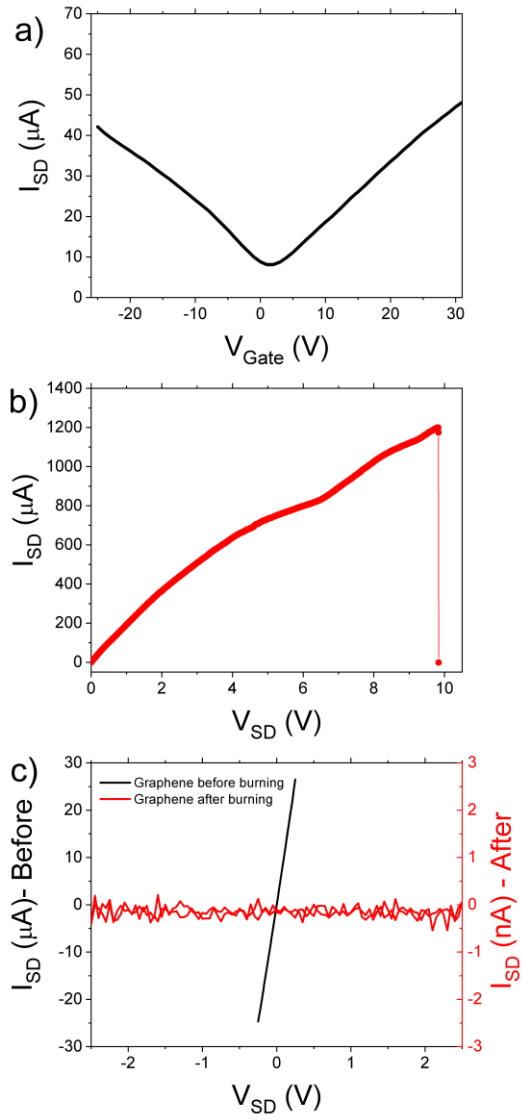 a)
70
60
50
40
30
20
10
0
I_SD (μA)
-20 -10 0 10 20 30
V_Gate (V)
b)
1400
1200
1000
800
600
400
200
0
I_SD (μA)
0 2 4 6 8 10
V_SD (V)
c)
30
20
10
0
-10
-20
-30
I_SD (μA)- Before
Graphene before burning
Graphene after burning
3
2
1
0
-1
-2
-3
I_SD (nA) - After
-2 -1 0 1 2
V_SD (V)